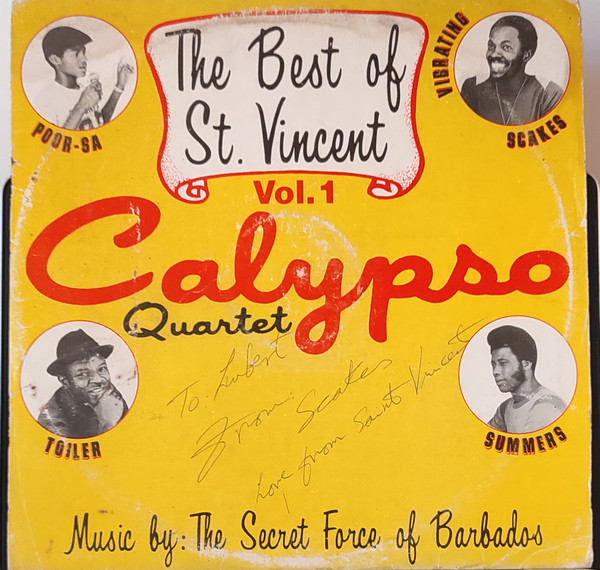 The Best of
St. Vincent
Vol. 1
POOR-SA
VIBRATING
SCAKES
Calypso
Quartet
TOILER
SUMMERS
To: Lubert
From: Scakes
Love from Saint Vincent
Music by: The Secret Force of Barbados